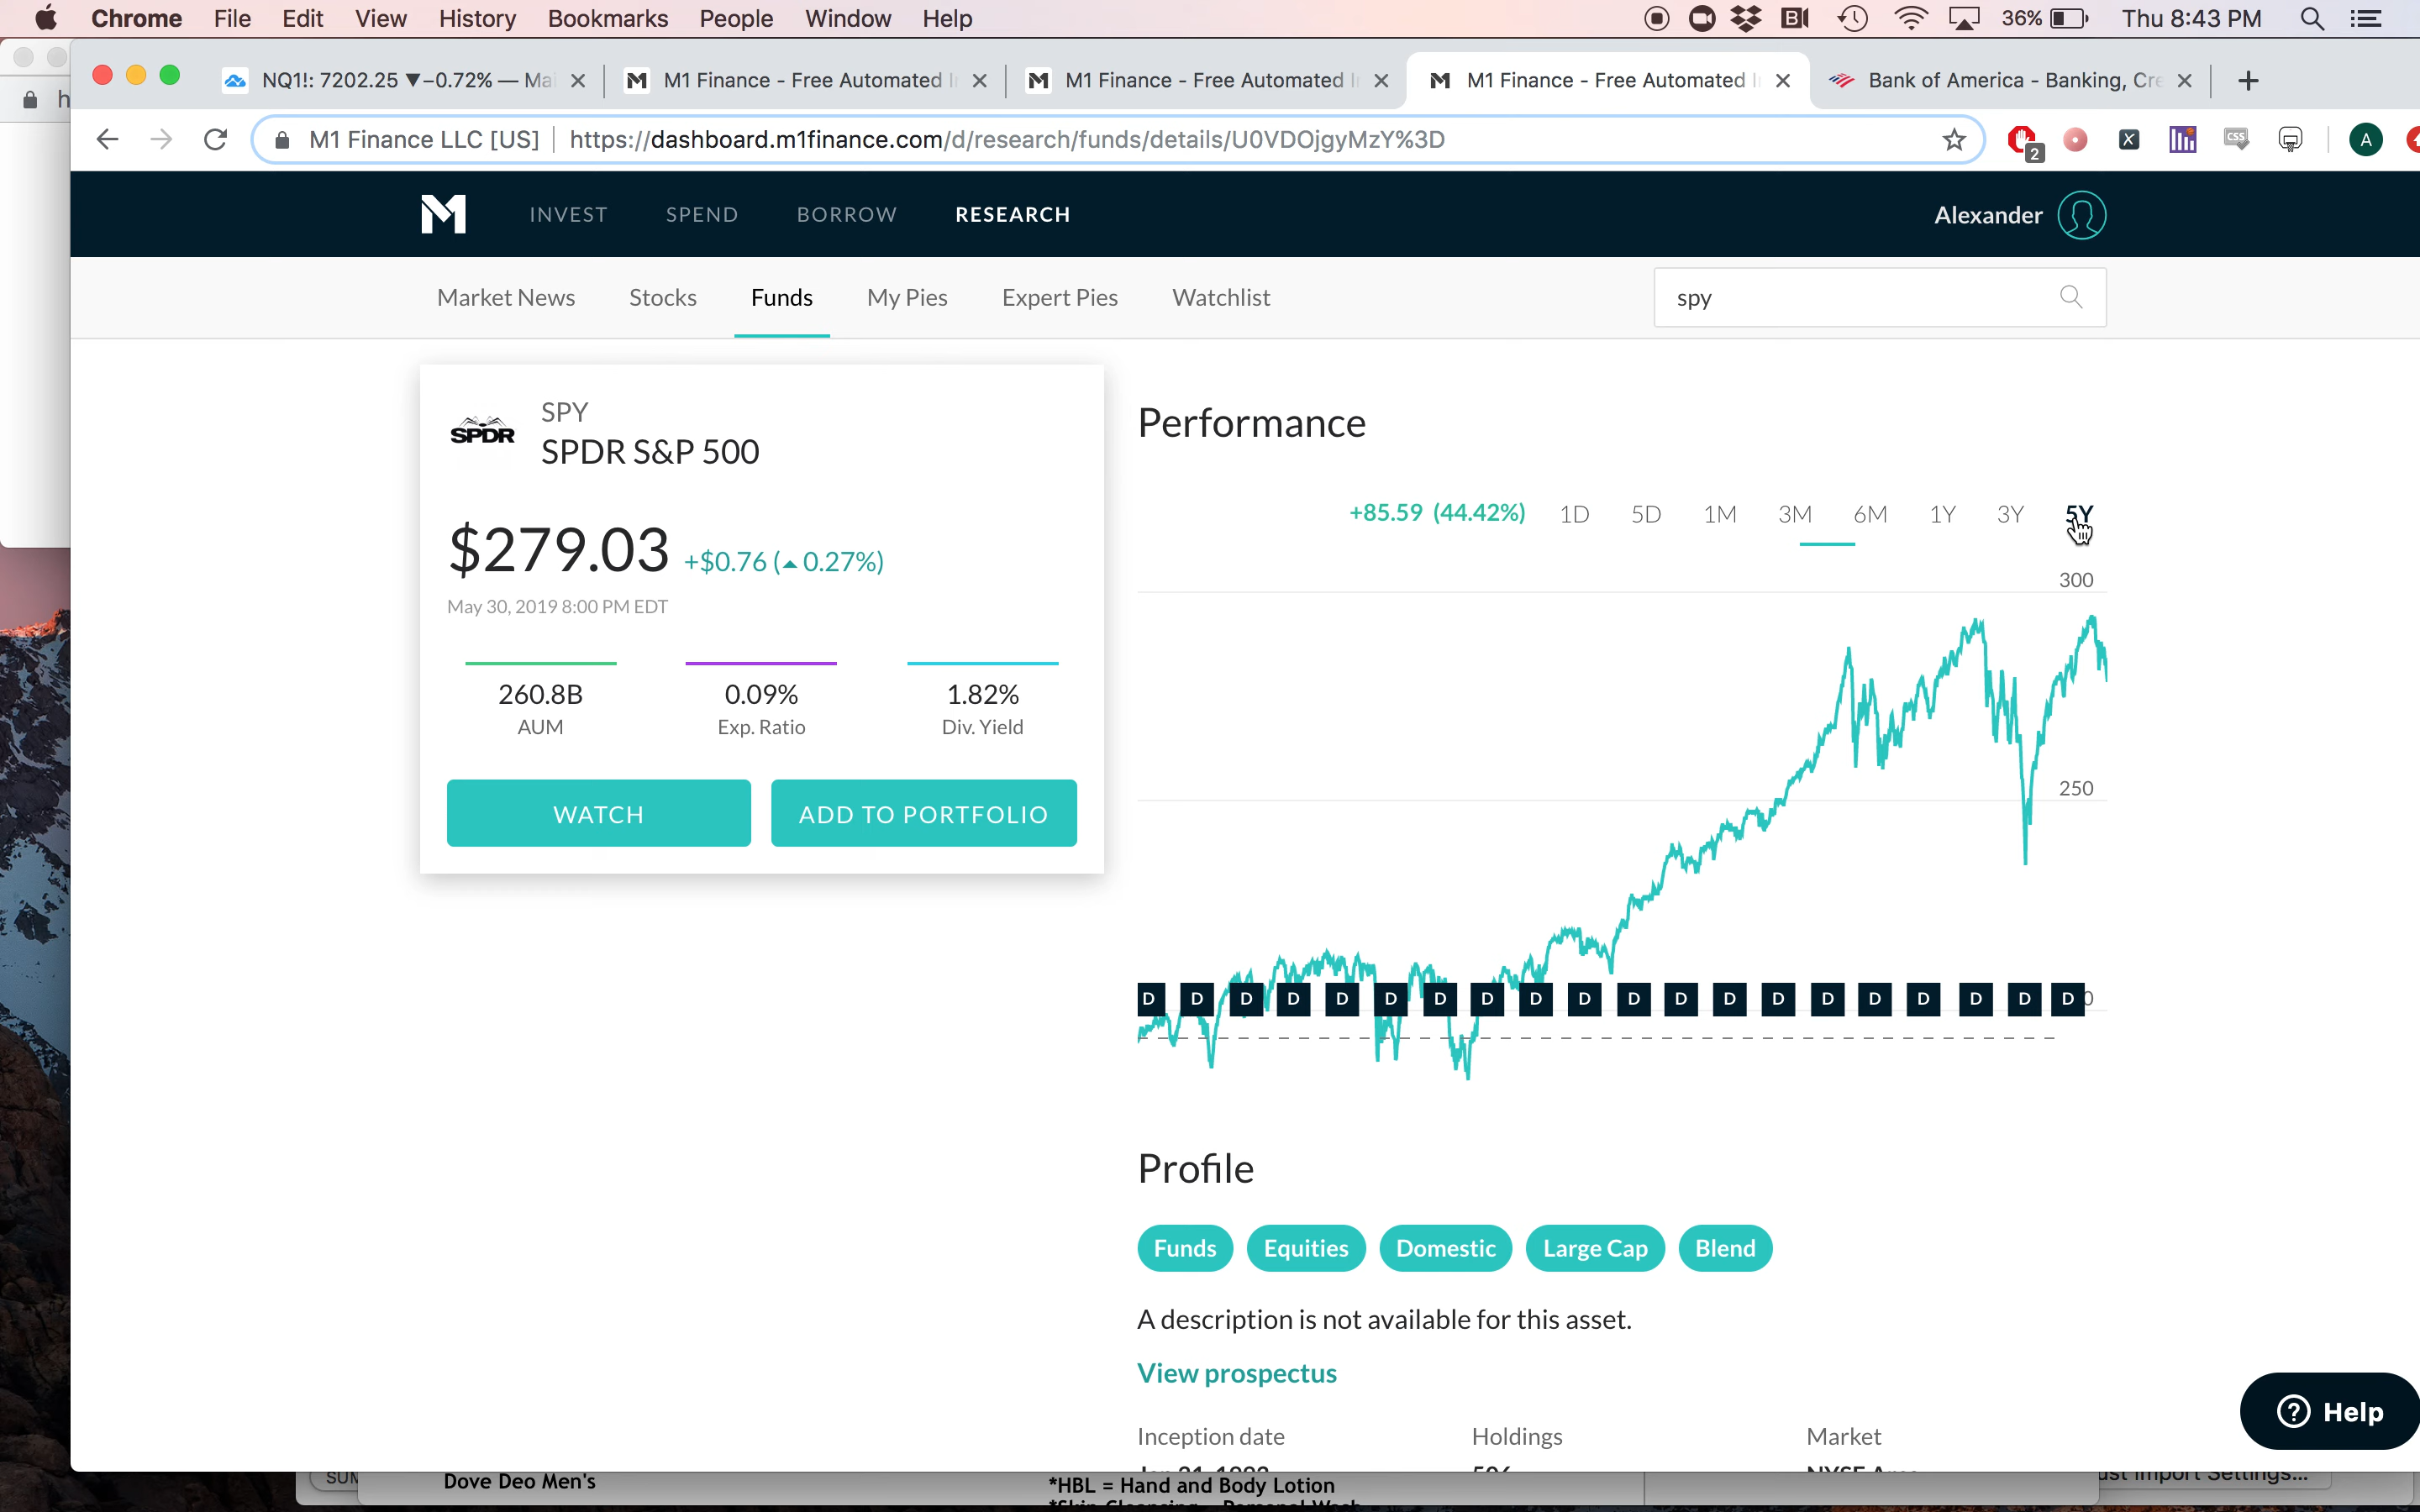 Chrome File Edit View History Bookmarks People Window Help 36% Thu 8:43 PM
NQ1!: 7202.25 ▼−0.72% — Mai M1 Finance - Free Automated M1 Finance - Free Automated M1 Finance - Free Automated Bank of America - Banking, Cre
M1 Finance LLC [US] https://dashboard.m1finance.com/d/research/funds/details/U0VDOjgyMzY%3D 2 CSS A
INVEST SPEND BORROW RESEARCH Alexander
Market News Stocks Funds My Pies Expert Pies Watchlist spy
SPDR
SPY
SPDR S&P 500
$279.03 +$0.76 (▲0.27%)
May 30, 2019 8:00 PM EDT
260.8B 0.09% 1.82%
AUM Exp. Ratio Div. Yield
WATCH ADD TO PORTFOLIO
Performance
+85.59 (44.42%) 1D 5D 1M 3M 6M 1Y 3Y 5Y
300
250
D D D D D D D D D D D D D D D D D D D D 0
Profile
Funds Equities Domestic Large Cap Blend
A description is not available for this asset.
View prospectus
Inception date Holdings Market
Help
Dove Deo Men's
*HBL = Hand and Body Lotion